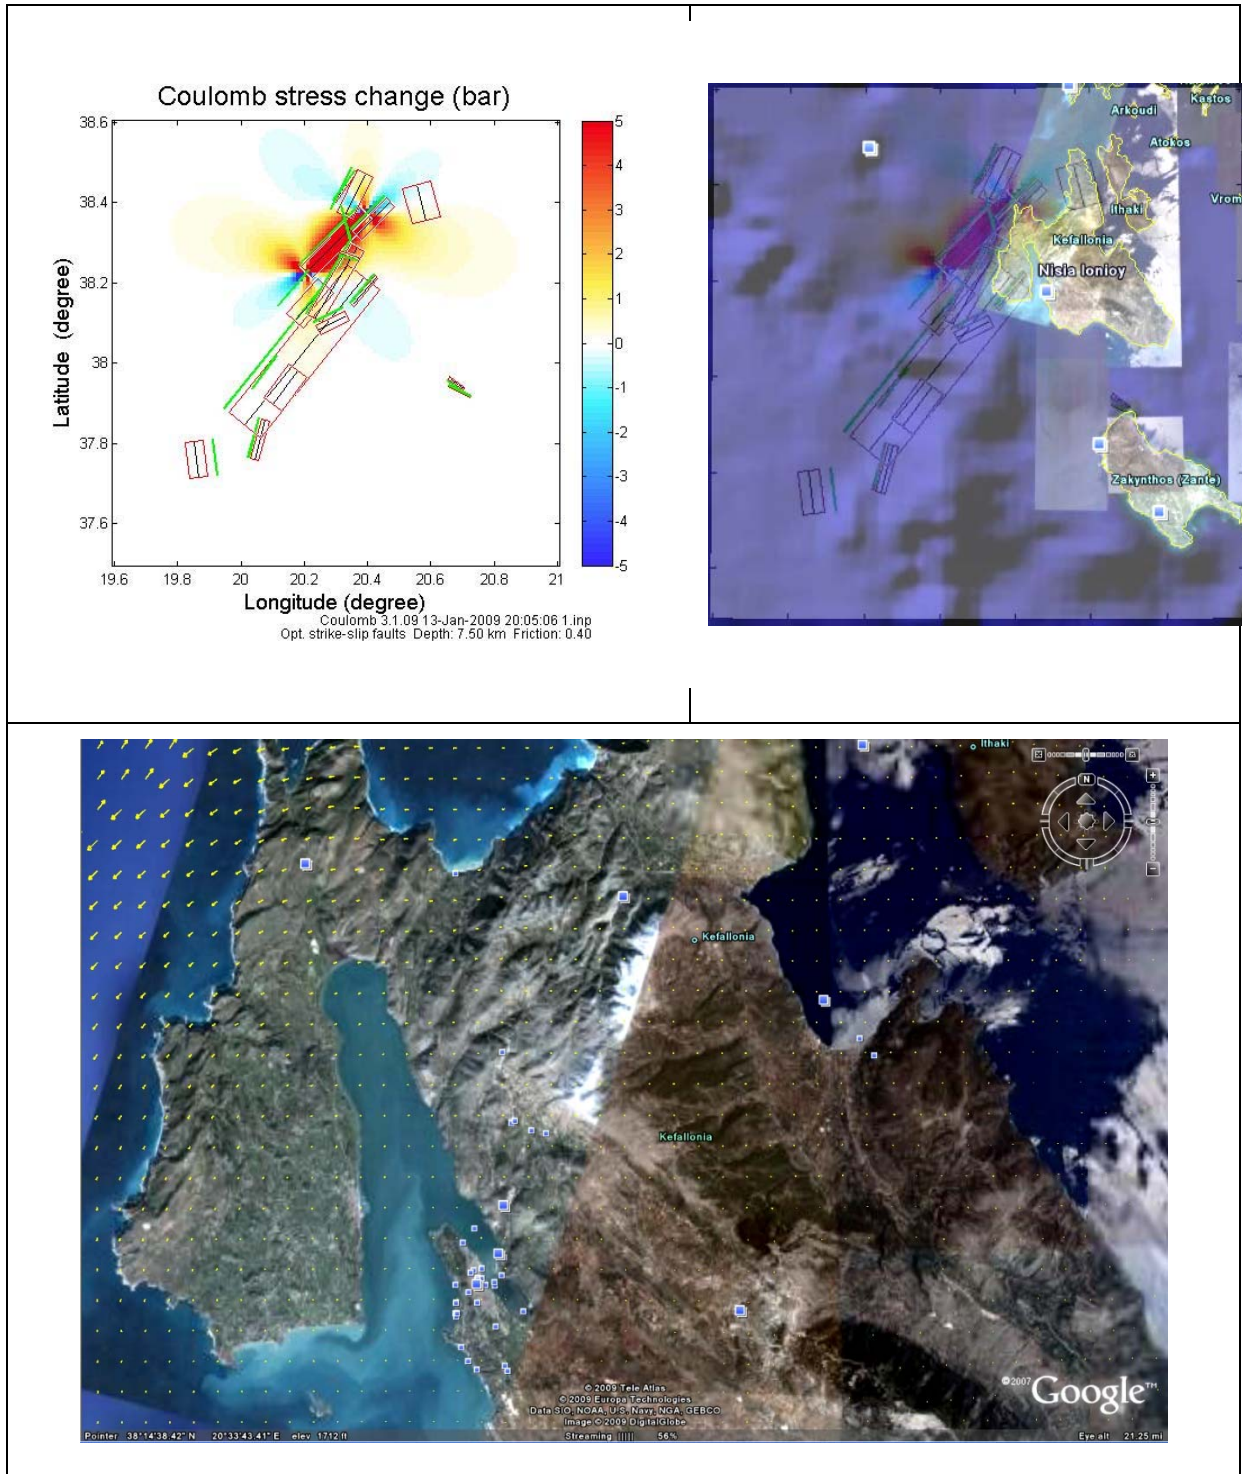 Coulomb stress change (bar)
38.6
38.4
38.2
38
37.8
37.6
Latitude (degree)
19.6
19.8
20
20.2
20.4
20.6
20.8
21
Longitude (degree)
5
4
3
2
1
0
-1
-2
-3
-4
-5
Coulomb 3.1.09 13-Jan-2009 20:05:06 1.inp
Opt. strike-slip faults Depth: 7.50 km Friction: 0.40
Kastos
Arkoudi
Atokos
Vrom
Ithaki
Kefallonia
Nisia Ionioy
Zakynthos (Zante)
Ithaki
N
Kefallonia
Kefallonia
© 2009 Tele Atlas
© 2009 Europa Technologies
Data SIO, NOAA, U.S. Navy, NGA, GEBCO
Image © 2009 DigitalGlobe
©2007 Google™
Pointer 38°14'38.42" N 20°33'43.41" E elev 1712 ft
Streaming ||||| 56%
Eye alt 21.25 mi